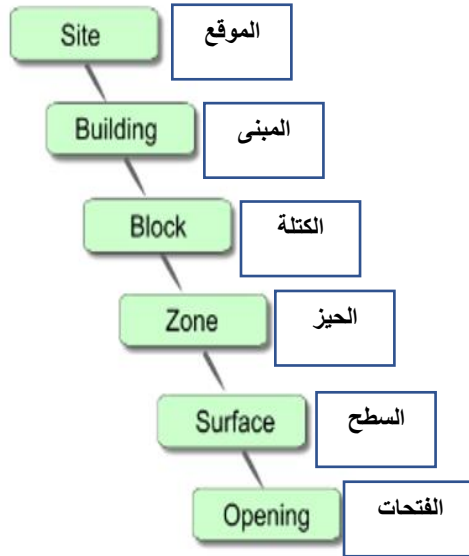 Site
الموقع
Building
المبنى
Block
الكتلة
Zone
الحيز
Surface
السطح
Opening
الفتحات